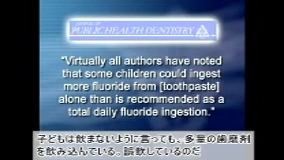 JOURNAL OF
PUBLIC HEALTH DENTISTRY
"Virtually all authors have noted
that some children could ingest
more fluoride from [toothpaste]
alone than is recommended as a
total daily fluoride ingestion."
子どもは飲まないように言っても、多量の歯磨剤
を飲み込んでいる。誤飲しているのだ